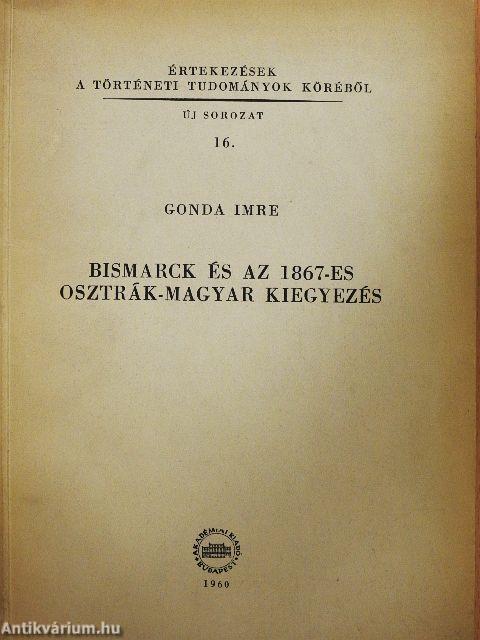 ÉRTEKEZÉSEK
A TÖRTÉNETI TUDOMÁNYOK KÖRÉBŐL
ÚJ SOROZAT
16.
GONDA IMRE
BISMARCK ÉS AZ 1867-ES
OSZTRÁK-MAGYAR KIEGYEZÉS
AKADÉMIAI KIADÓ
BUDAPEST
1960
Antikvárium.hu